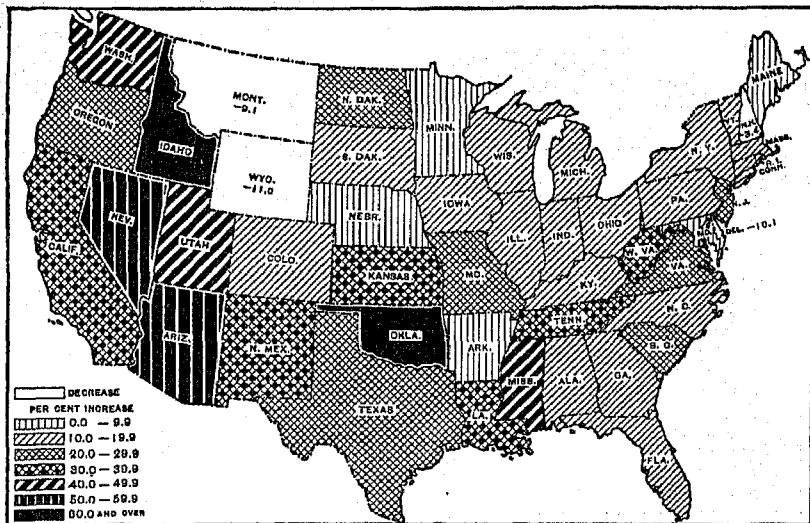 WASH.
MONT.
-9.1
N. DAK.
MINN.
MAINE
OREGON.
IDAHO
S. DAK.
WIS.
MICH.
VT.
N.H.
-3.4
MASS.
N. Y.
R.I.
CONN.
WYO.
-11.0
IOWA
NEBR.
PA.
N.J.
NEV.
UTAH
COLO.
ILL.
IND.
OHIO
MD.
DEL. -10.1
CALIF.
KANSAS.
MO.
W. VA.
VA.
KY.
ARIZ.
N. MEX.
OKLA.
ARK.
TENN.
N. C.
S. C.
MISS.
ALA.
GA.
TEXAS
LA.
FLA.
DECREASE
PER CENT INCREASE
0.0 – 9.9
10.0 – 19.9
20.0 – 29.9
30.0 – 39.9
40.0 – 49.9
50.0 – 59.9
60.0 AND OVER